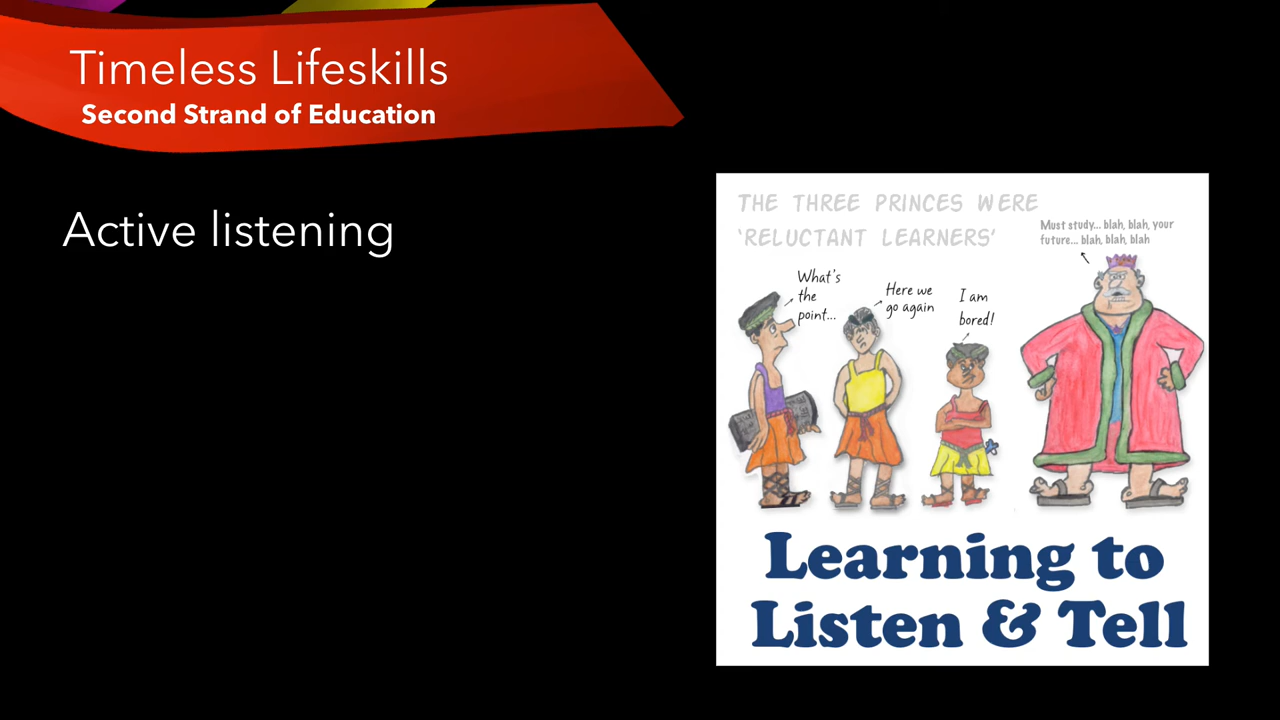 Timeless Lifeskills
Second Strand of Education
Active listening
THE THREE PRINCES WERE
'RELUCTANT LEARNERS'
Must study... blah, blah, your
future... blah, blah, blah
What's
the
point...
Here we
go again
I am
bored!
Learning to
Listen & Tell